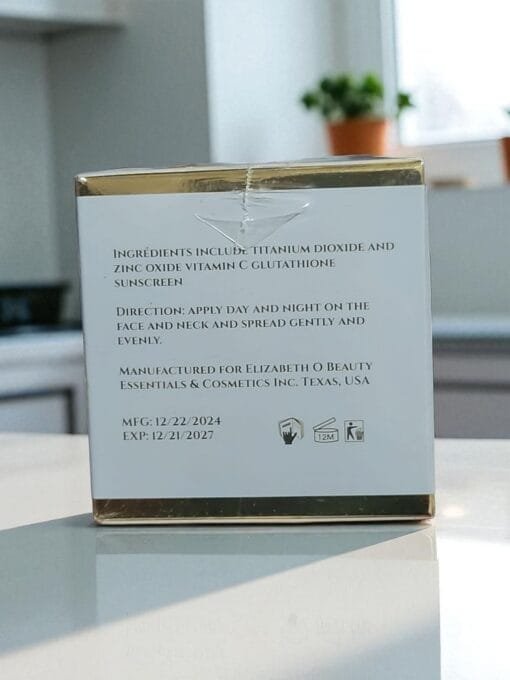 INGREDIENTS INCLUDE TITANIUM DIOXIDE AND
ZINC OXIDE VITAMIN C GLUTATHIONE
SUNSCREEN
DIRECTION: APPLY DAY AND NIGHT ON THE
FACE AND NECK AND SPREAD GENTLY AND
EVENLY.
MANUFACTURED FOR ELIZABETH O BEAUTY
ESSENTIALS & COSMETICS INC. TEXAS, USA
MFG: 12/22/2024
EXP: 12/21/2027
12M